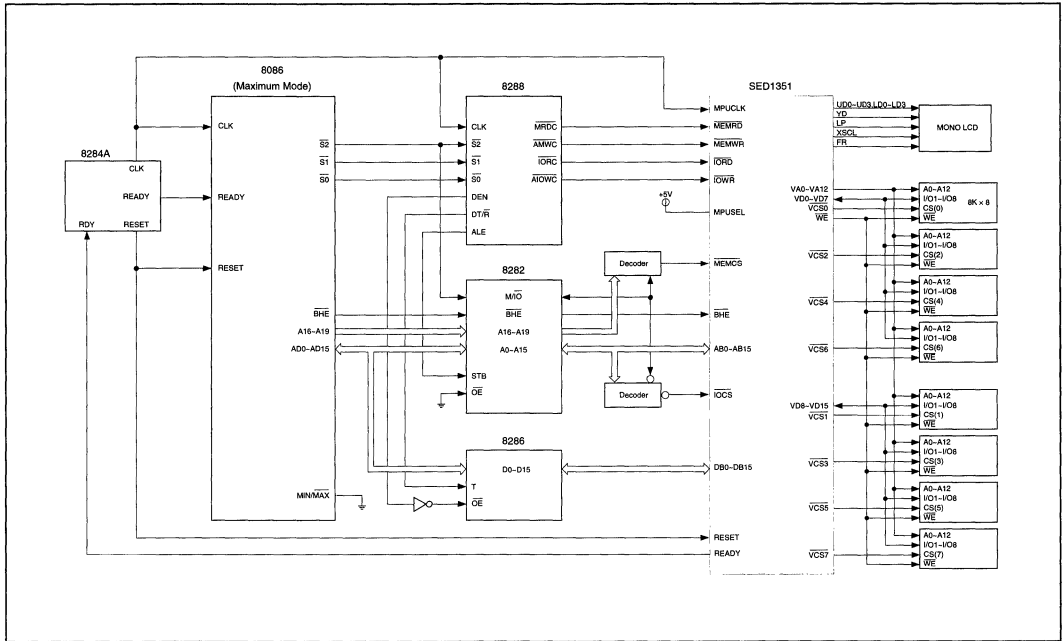 8284A
CLK
READY
RDY
RESET
8086
(Maximum Mode)
CLK
READY
RESET
S2
S1
S0
BHE
A16~A19
AD0~AD15
MIN/MAX
8288
CLK
S2
S1
S0
DEN
DT/R
ALE
MRDC
AMWC
IORC
AIOWC
8282
M/IO
BHE
A16~A19
A0~A15
STB
OE
8286
D0~D15
T
OE
Decoder
Decoder
+5V
SED1351
MPUCLK
MEMRD
MEMWR
IORD
IOWR
MPUSEL
MEMCS
BHE
AB0~AB15
IOCS
DB0~DB15
RESET
READY
UD0~UD3,LD0~LD3
YD
LP
XSCL
FR
MONO LCD
VA0~VA12
VD0~VD7
VCS0
WE
VCS2
VCS4
VCS6
VD8~VD15
VCS1
VCS3
VCS5
VCS7
A0~A12
I/O1~I/O8
CS(0)
WE
8K × 8
A0~A12
I/O1~I/O8
CS(2)
WE
A0~A12
I/O1~I/O8
CS(4)
WE
A0~A12
I/O1~I/O8
CS(6)
WE
A0~A12
I/O1~I/O8
CS(1)
WE
A0~A12
I/O1~I/O8
CS(3)
WE
A0~A12
I/O1~I/O8
CS(5)
WE
A0~A12
I/O1~I/O8
CS(7)
WE